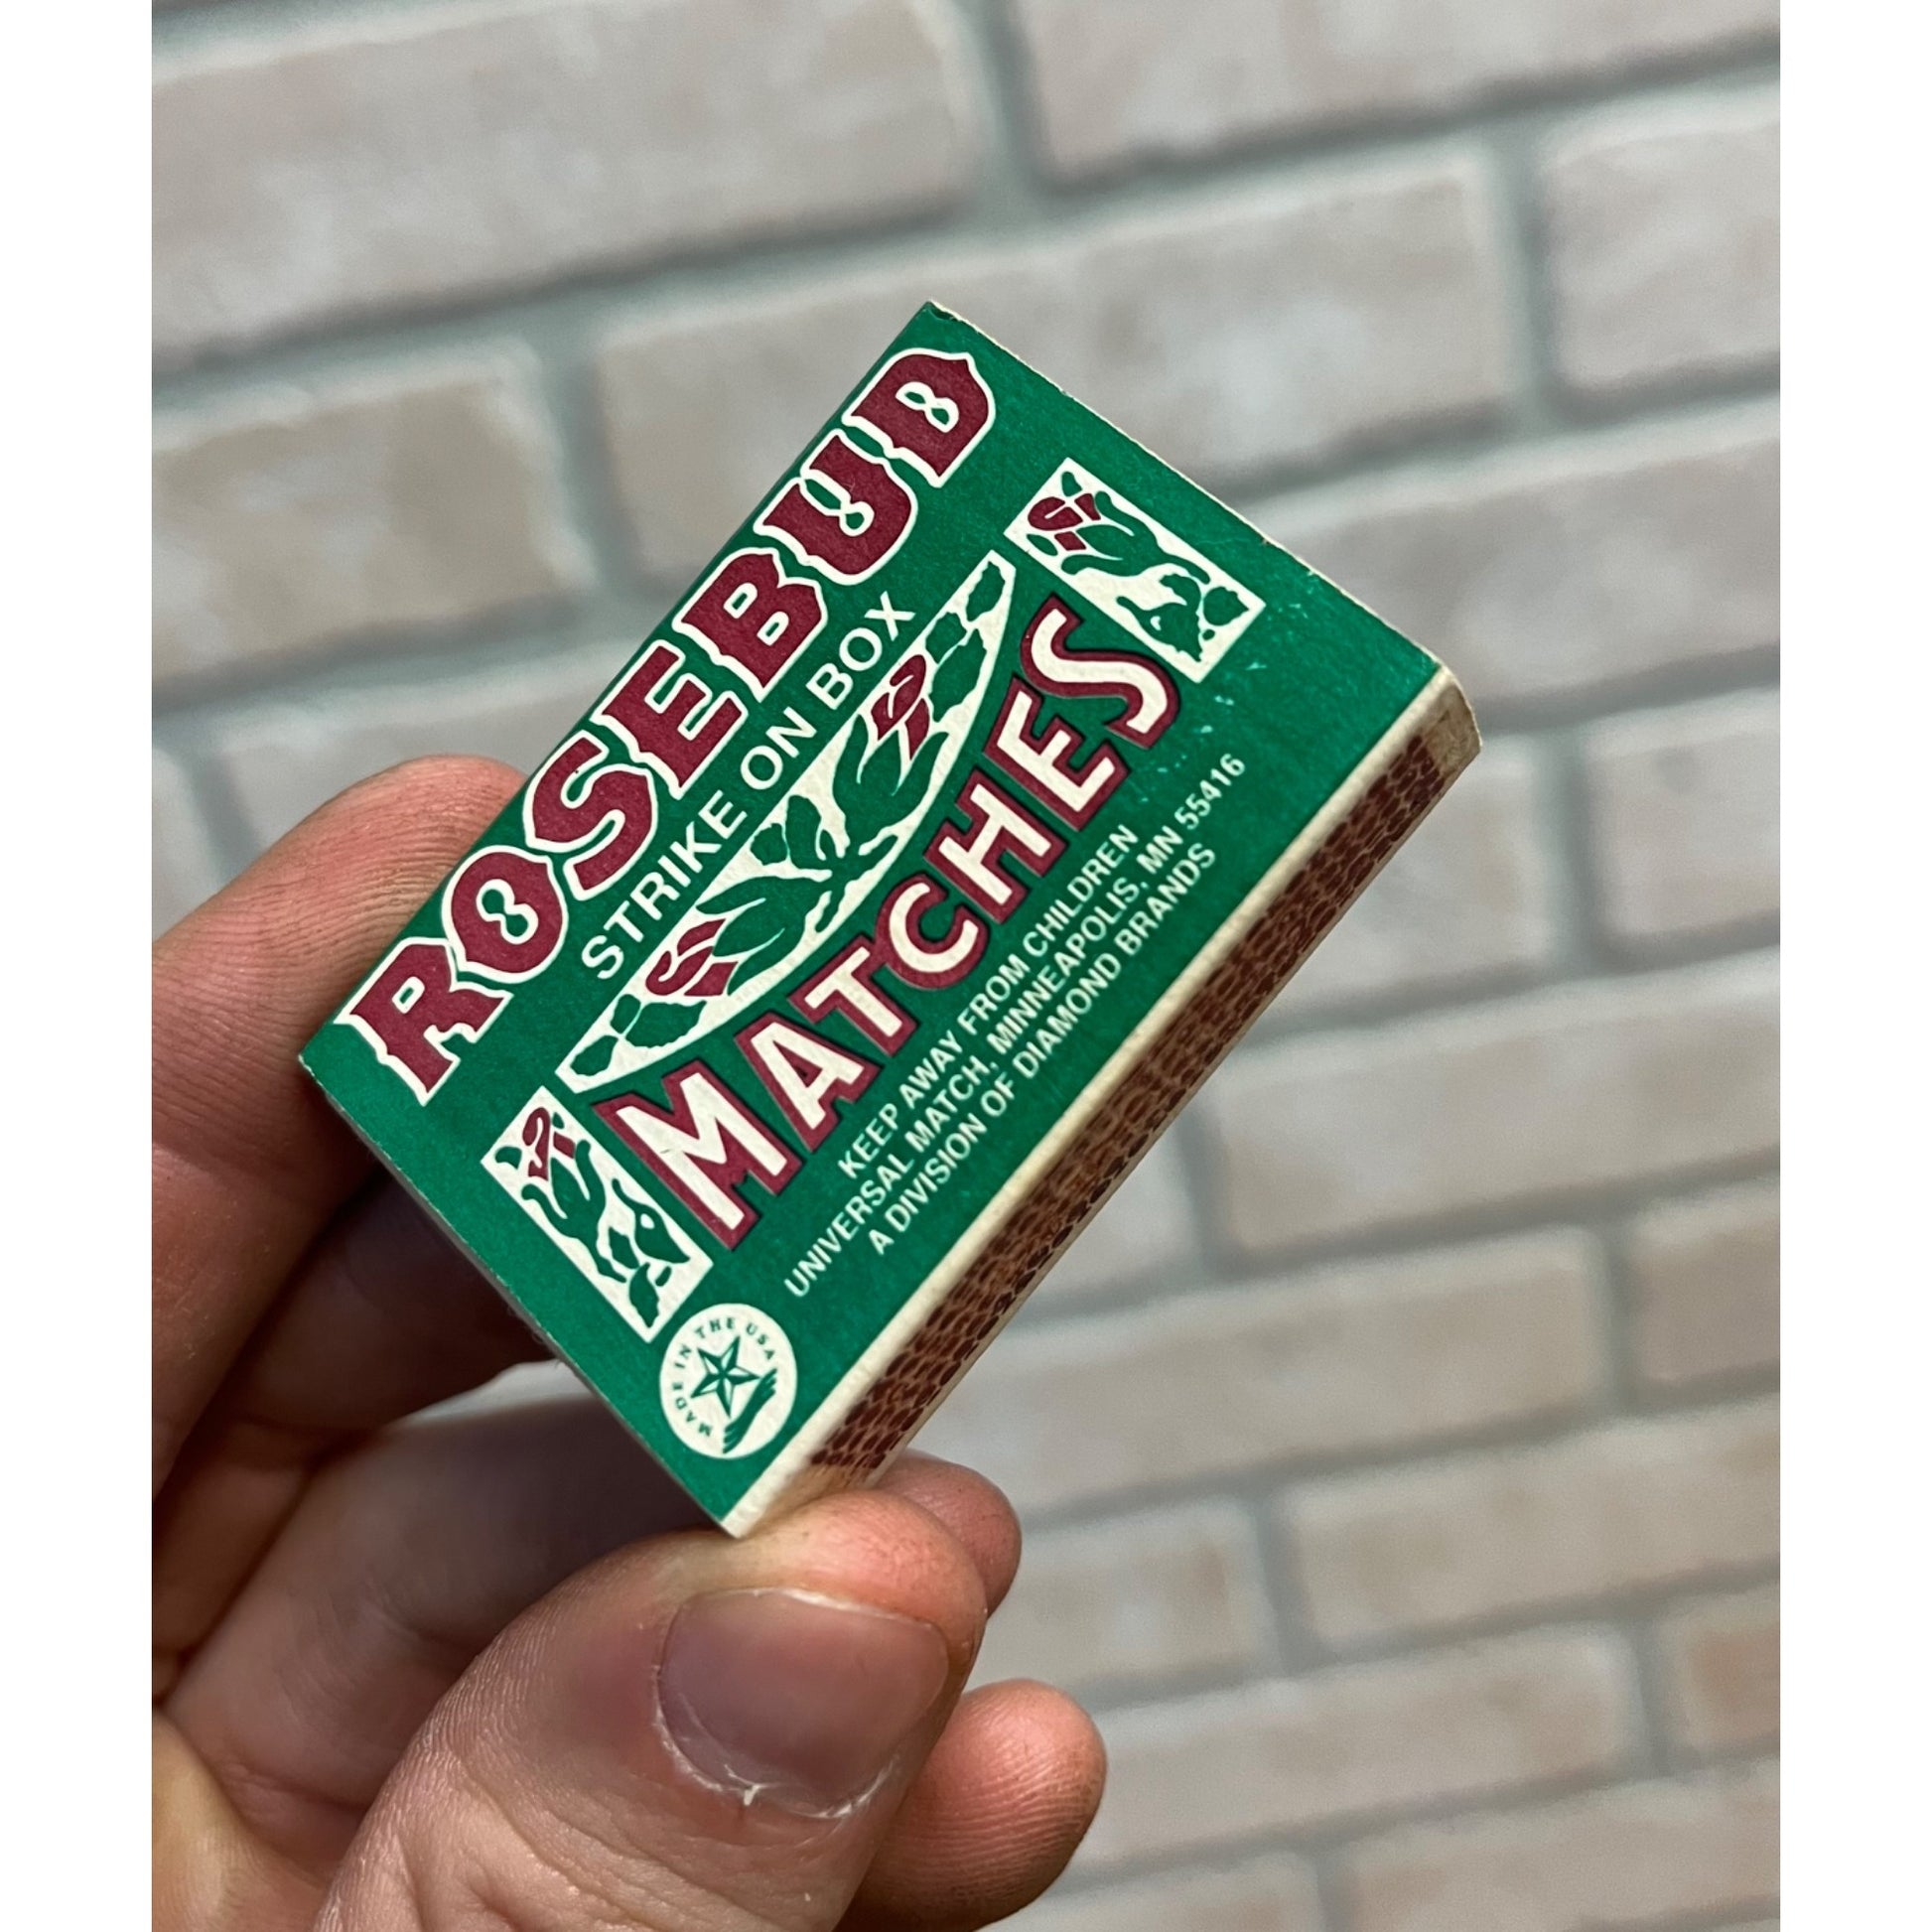 ROSEBUD
STRIKE ON BOX
MATCHES
KEEP AWAY FROM CHILDREN
UNIVERSAL MATCH, MINNEAPOLIS, MN 55416
A DIVISION OF DIAMOND BRANDS
MADE IN THE USA